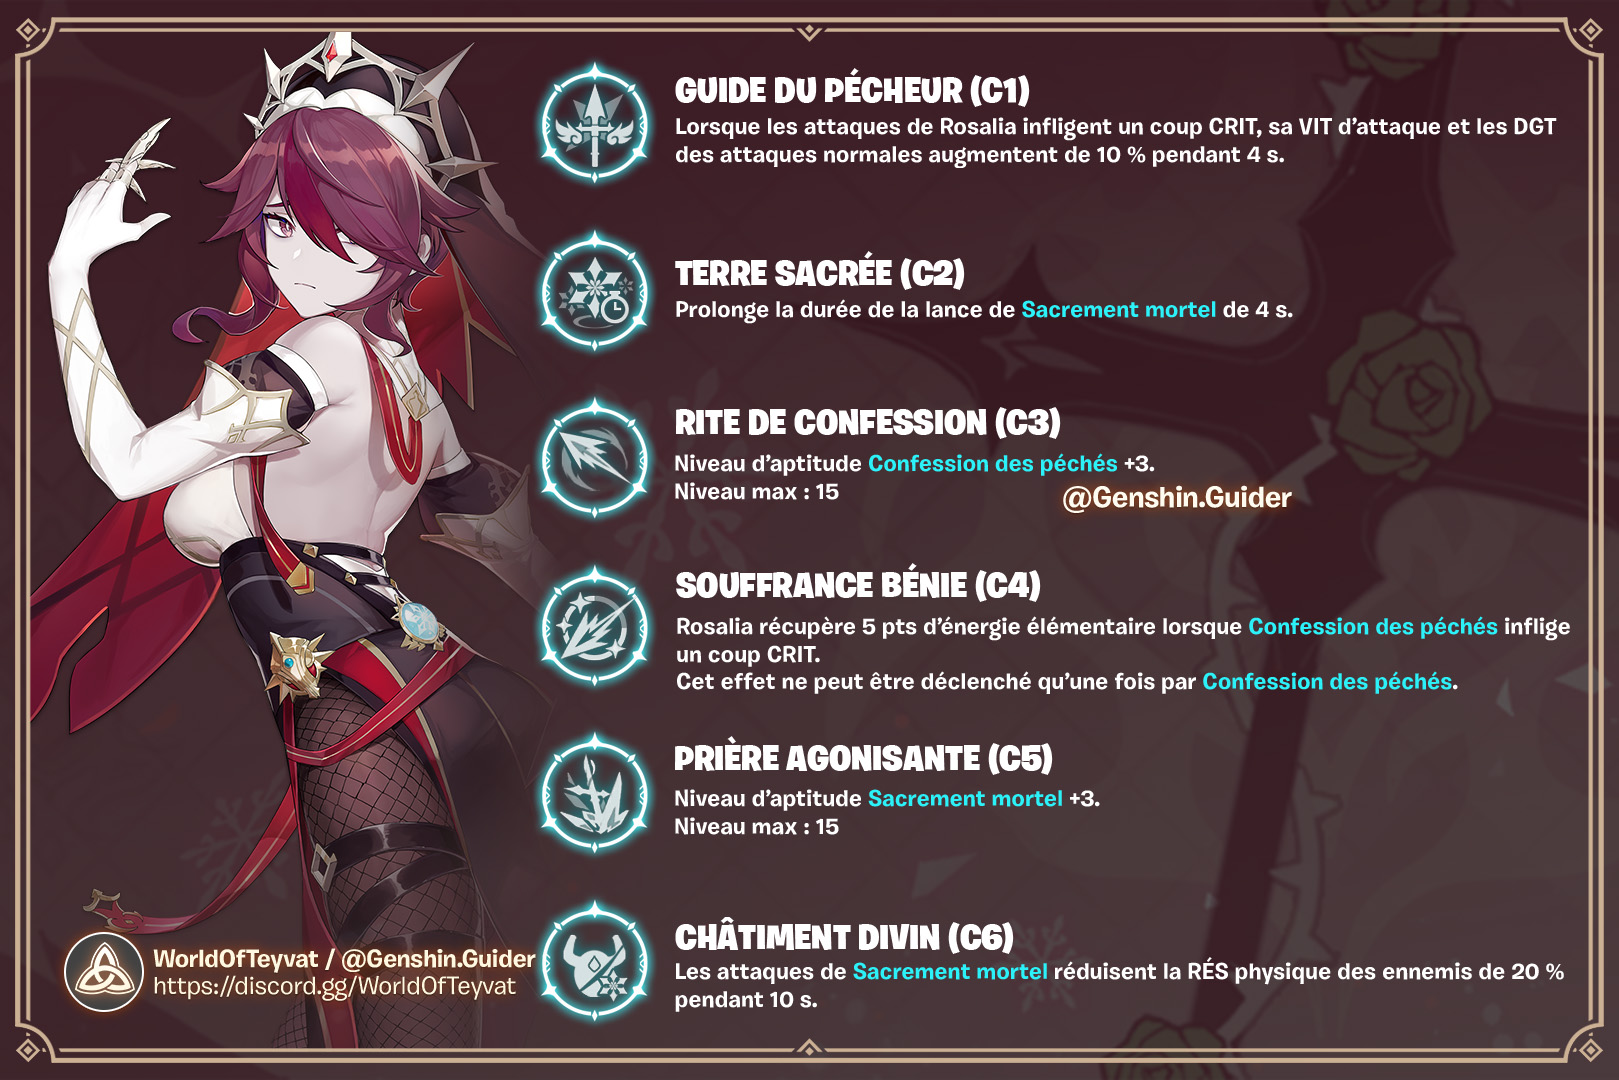 GUIDE DU PÉCHEUR (C1)
Lorsque les attaques de Rosalia infligent un coup CRIT, sa VIT d'attaque et les DGT
des attaques normales augmentent de 10 % pendant 4 s.
TERRE SACRÉE (C2)
Prolonge la durée de la lance de Sacrement mortel de 4 s.
RITE DE CONFESSION (C3)
Niveau d'aptitude Confession des péchés +3.
Niveau max : 15
@Genshin.Guider
SOUFFRANCE BÉNIE (C4)
Rosalia récupère 5 pts d'énergie élémentaire lorsque Confession des péchés inflige
un coup CRIT.
Cet effet ne peut être déclenché qu'une fois par Confession des péchés.
PRIÈRE AGONISANTE (C5)
Niveau d'aptitude Sacrement mortel +3.
Niveau max : 15
CHÂTIMENT DIVIN (C6)
Les attaques de Sacrement mortel réduisent la RÉS physique des ennemis de 20 %
pendant 10 s.
WorldOfTeyvat / @Genshin.Guider
https://discord.gg/WorldOfTeyvat